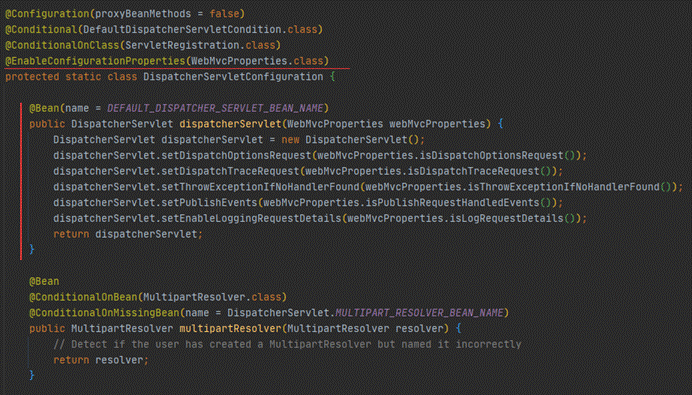 @Configuration(proxyBeanMethods = false)
@Conditional(DefaultDispatcherServletCondition.class)
@ConditionalOnClass(ServletRegistration.class)
@EnableConfigurationProperties(WebMvcProperties.class)
protected static class DispatcherServletConfiguration {
@Bean(name = DEFAULT_DISPATCHER_SERVLET_BEAN_NAME)
public DispatcherServlet dispatcherServlet(WebMvcProperties webMvcProperties) {
DispatcherServlet dispatcherServlet = new DispatcherServlet();
dispatcherServlet.setDispatchOptionsRequest(webMvcProperties.isDispatchOptionsRequest());
dispatcherServlet.setDispatchTraceRequest(webMvcProperties.isDispatchTraceRequest());
dispatcherServlet.setThrowExceptionIfNoHandlerFound(webMvcProperties.isThrowExceptionIfNoHandlerFound());
dispatcherServlet.setPublishEvents(webMvcProperties.isPublishRequestHandledEvents());
dispatcherServlet.setEnableLoggingRequestDetails(webMvcProperties.isLogRequestDetails());
return dispatcherServlet;
}
@Bean
@ConditionalOnBean(MultipartResolver.class)
@ConditionalOnMissingBean(name = DispatcherServlet.MULTIPART_RESOLVER_BEAN_NAME)
public MultipartResolver multipartResolver(MultipartResolver resolver) {
// Detect if the user has created a MultipartResolver but named it incorrectly
return resolver;
}